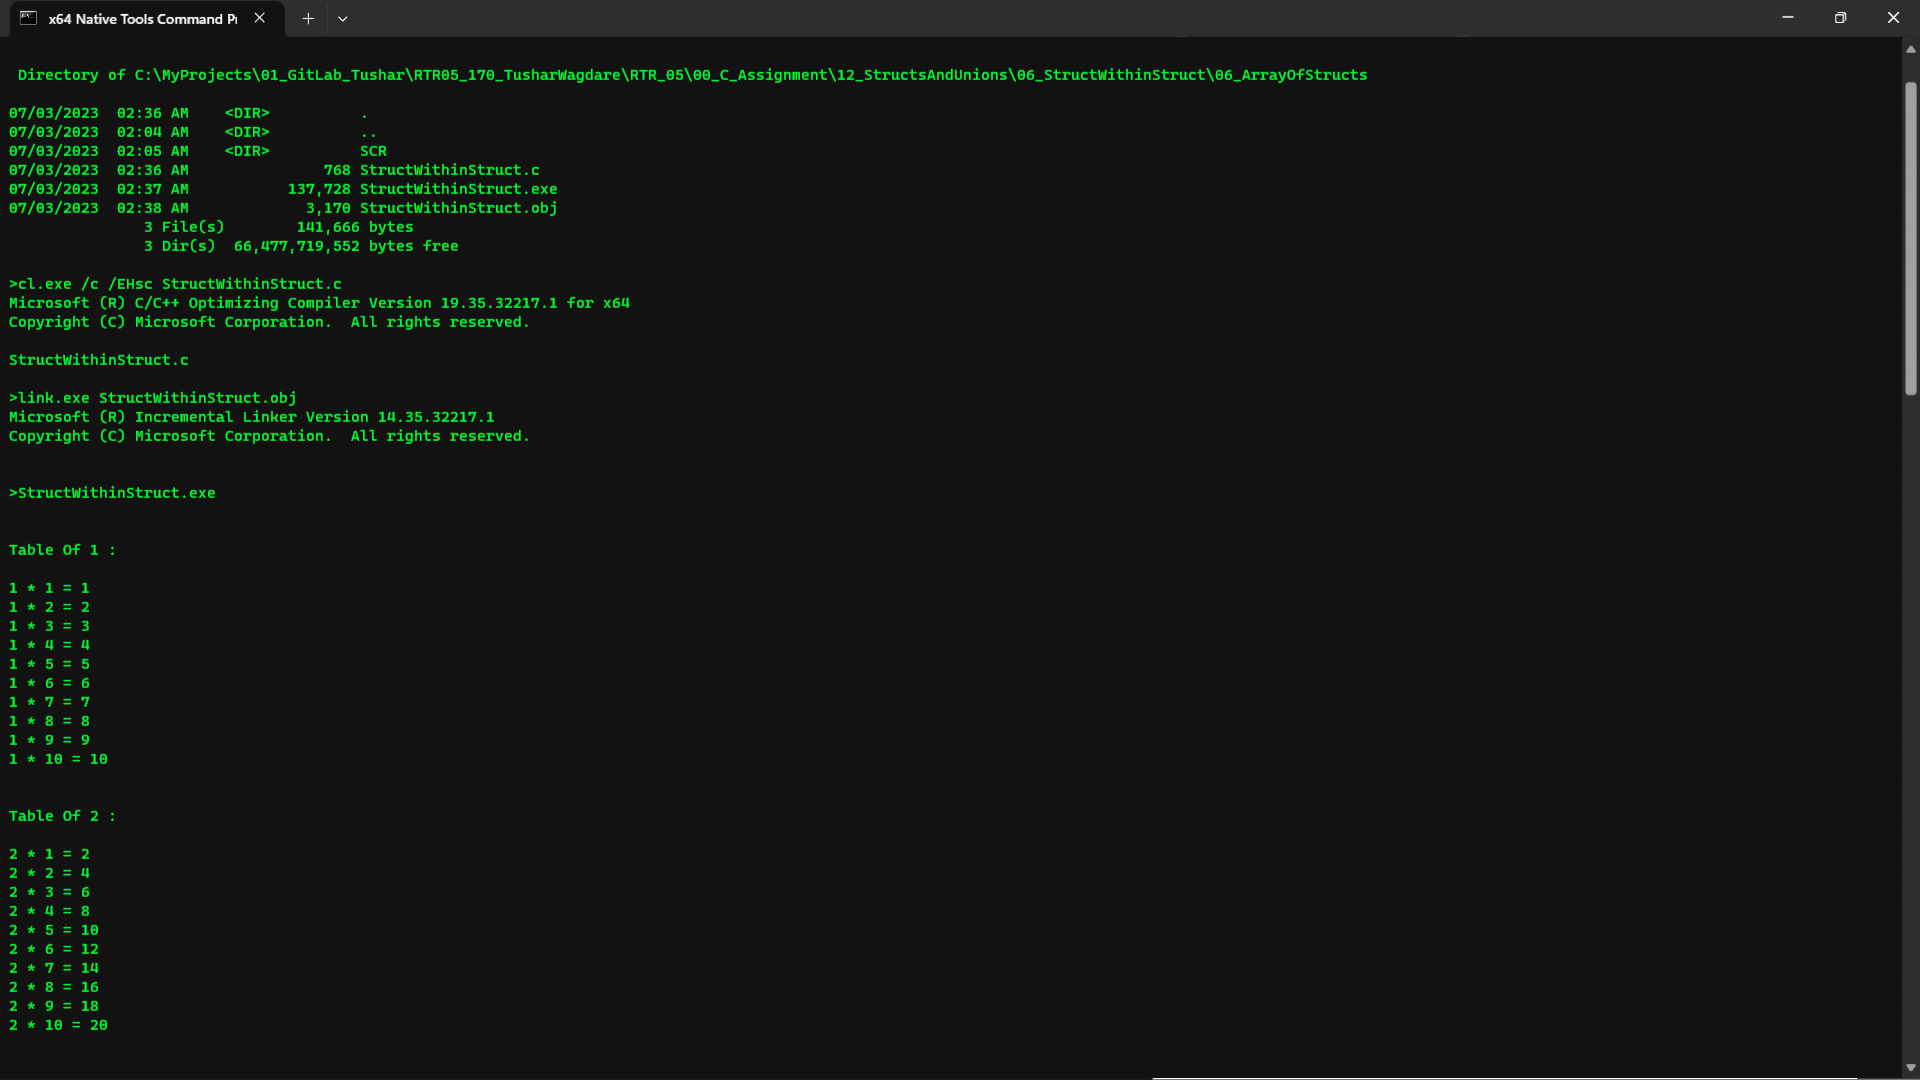 x64 Native Tools Command
Directory of C:\MyProjects\01_GitLab_Tushar\RTR05_170_TusharWagdare\RTR_05\00_C_Assignment\12_StructsAndUnions\06_StructWithinStruct\06_ArrayOfStructs
07/03/2023  02:36 AM    <DIR>          .
07/03/2023  02:04 AM    <DIR>          ..
07/03/2023  02:05 AM    <DIR>          SCR
07/03/2023  02:36 AM               768 StructWithinStruct.c
07/03/2023  02:37 AM           137,728 StructWithinStruct.exe
07/03/2023  02:38 AM             3,170 StructWithinStruct.obj
3 File(s)        141,666 bytes
3 Dir(s)  66,477,719,552 bytes free
>cl.exe /c /EHsc StructWithinStruct.c
Microsoft (R) C/C++ Optimizing Compiler Version 19.35.32217.1 for x64
Copyright (C) Microsoft Corporation.  All rights reserved.
StructWithinStruct.c
>link.exe StructWithinStruct.obj
Microsoft (R) Incremental Linker Version 14.35.32217.1
Copyright (C) Microsoft Corporation.  All rights reserved.
>StructWithinStruct.exe
Table Of 1 :
1 * 1 = 1
1 * 2 = 2
1 * 3 = 3
1 * 4 = 4
1 * 5 = 5
1 * 6 = 6
1 * 7 = 7
1 * 8 = 8
1 * 9 = 9
1 * 10 = 10
Table Of 2 :
2 * 1 = 2
2 * 2 = 4
2 * 3 = 6
2 * 4 = 8
2 * 5 = 10
2 * 6 = 12
2 * 7 = 14
2 * 8 = 16
2 * 9 = 18
2 * 10 = 20